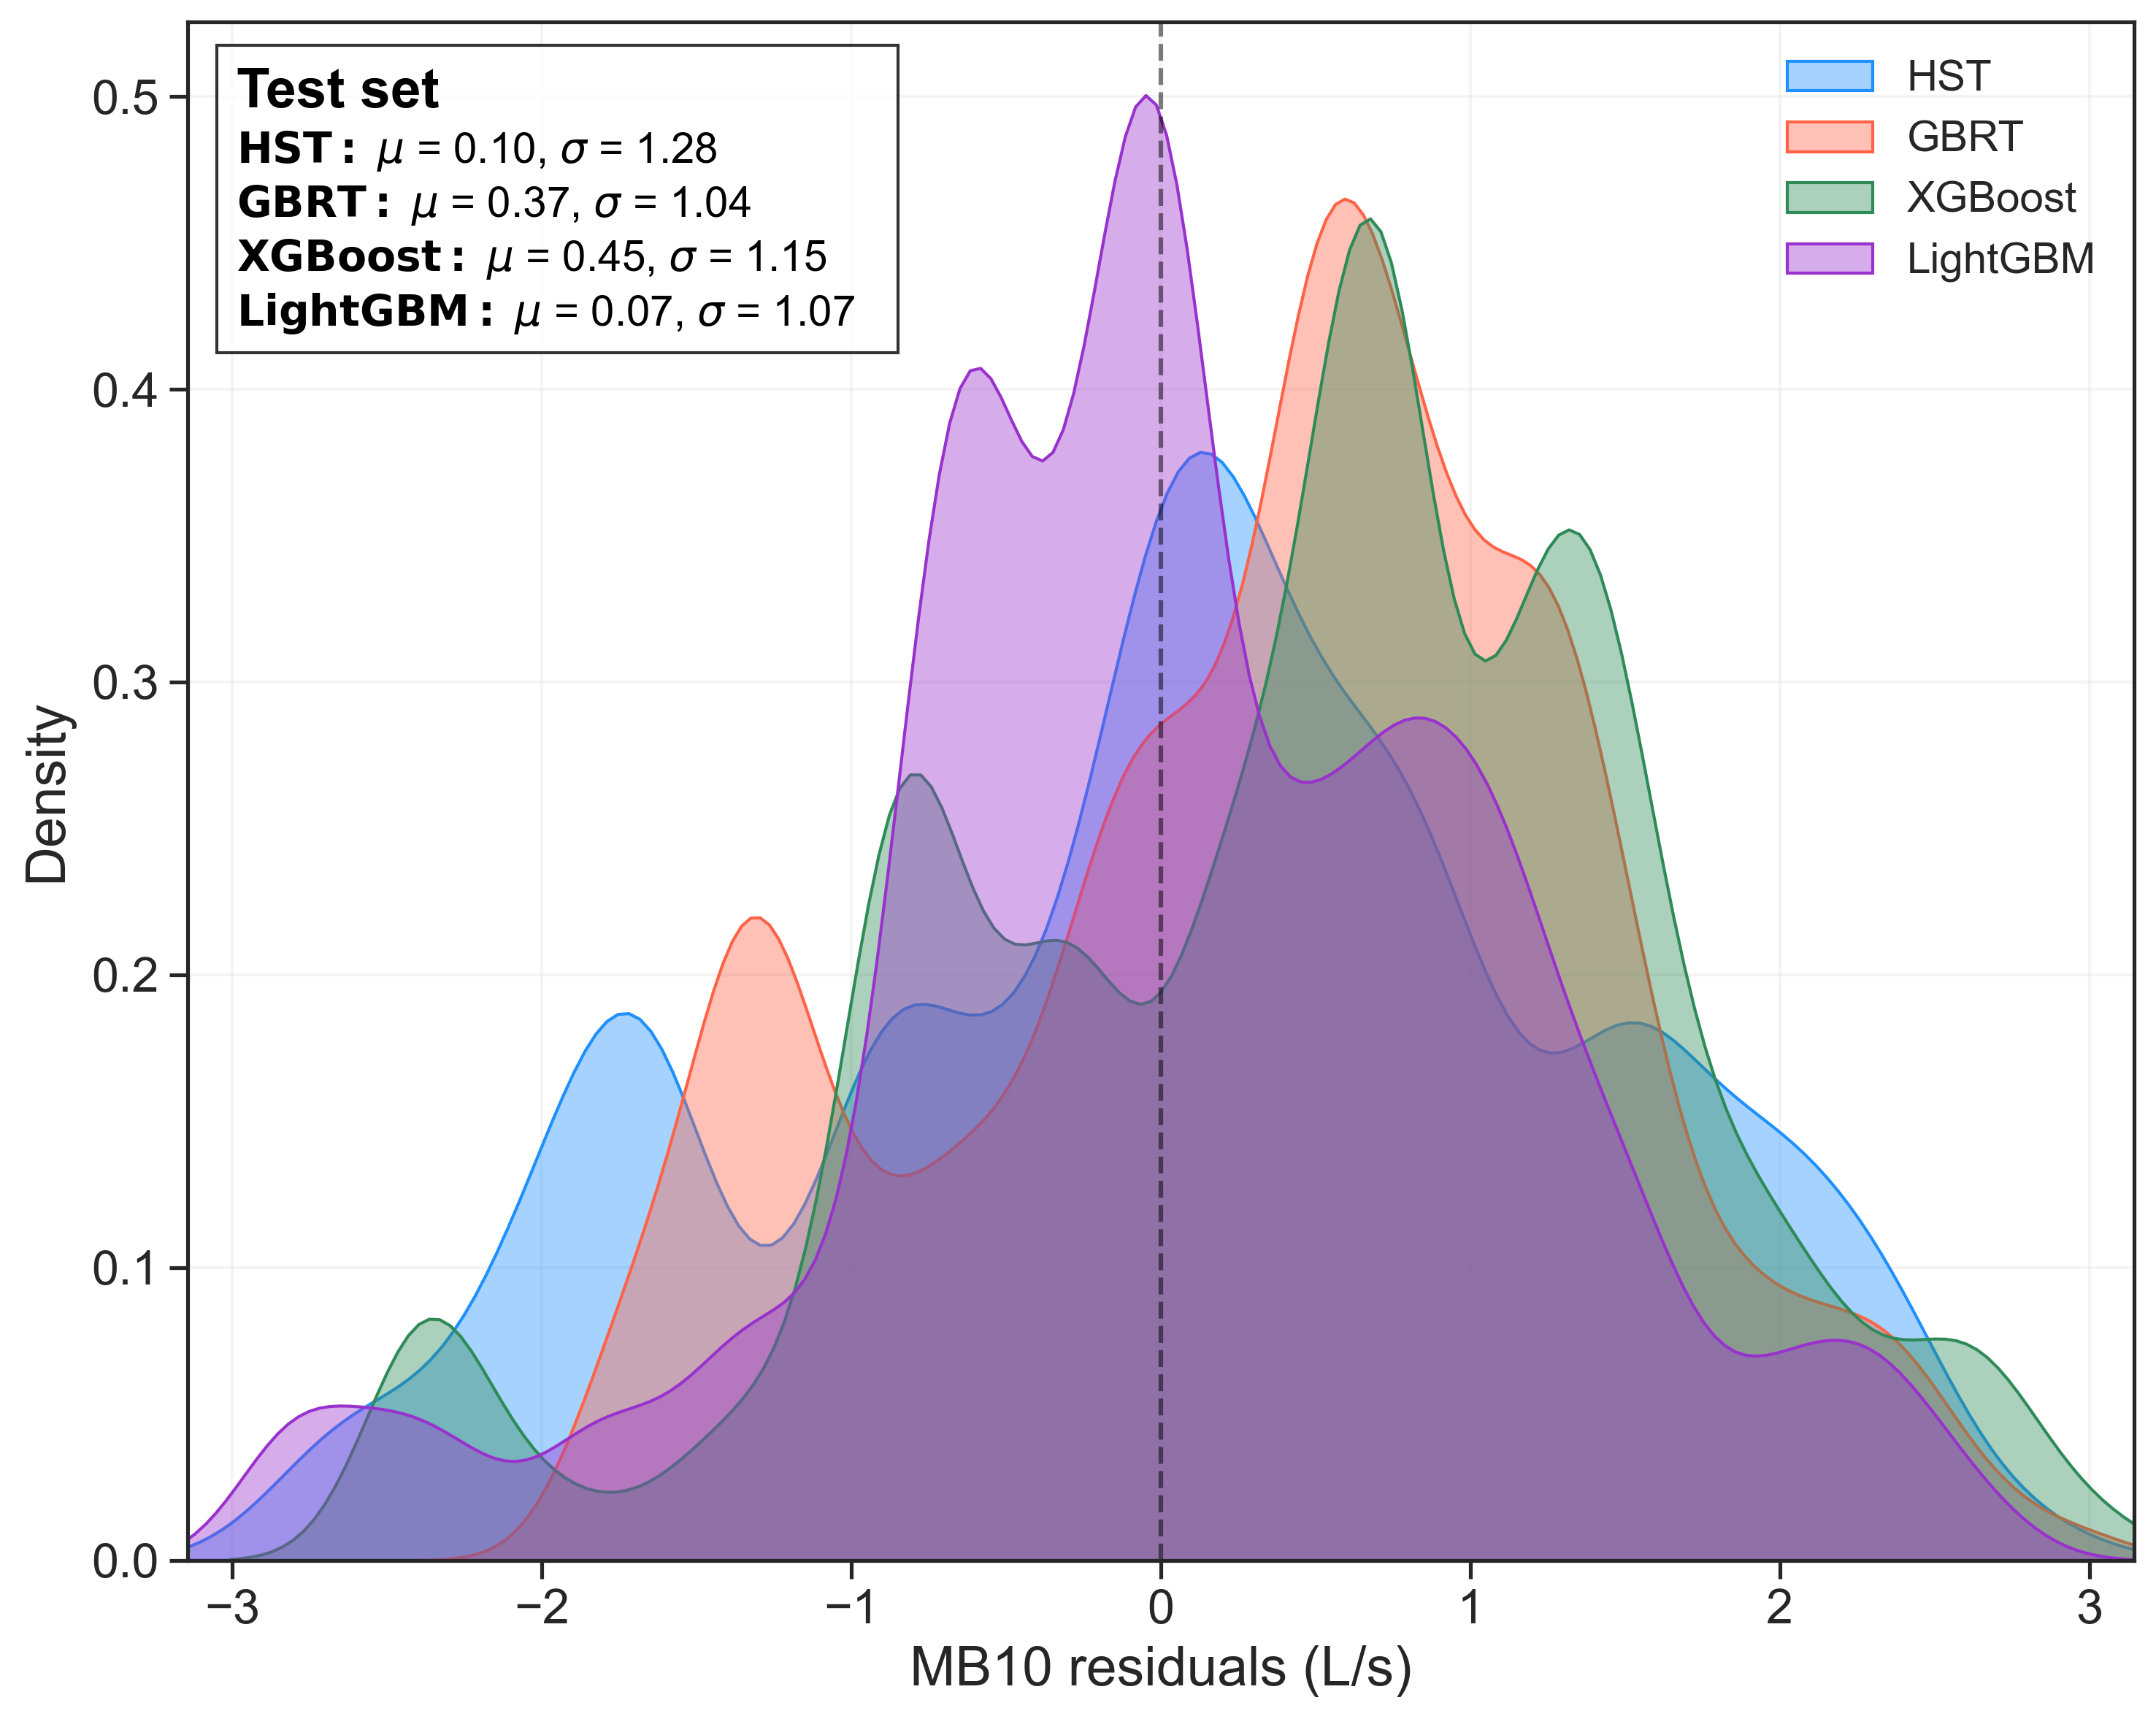 Test set
HST: μ = 0.10, σ = 1.28
GBRT: μ = 0.37, σ = 1.04
XGBoost: μ = 0.45, σ = 1.15
LightGBM: μ = 0.07, σ = 1.07
HST
GBRT
XGBoost
LightGBM
Density
0.5
0.4
0.3
0.2
0.1
0.0
−3 −2 −1 0 1 2 3
MB10 residuals (L/s)